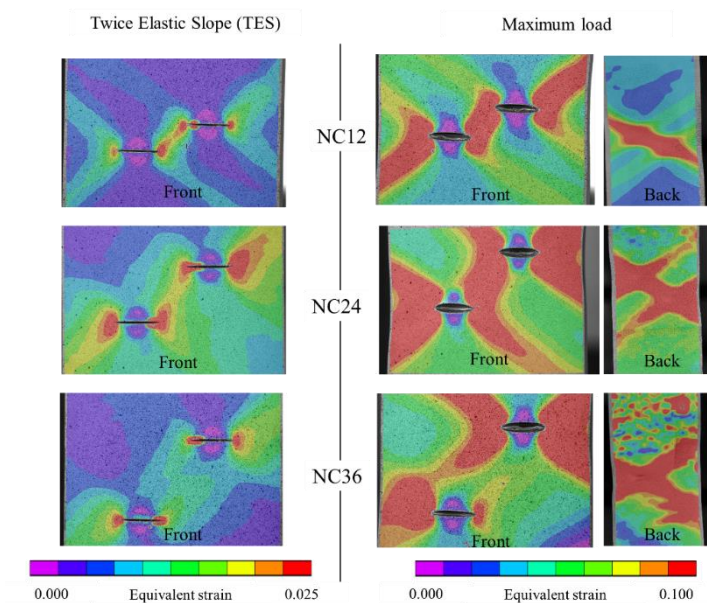 Twice Elastic Slope (TES)
Maximum load
Front
NC12
Front
Back
Front
NC24
Front
Back
Front
NC36
Front
Back
0.000 Equivalent strain 0.025
0.000 Equivalent strain 0.100